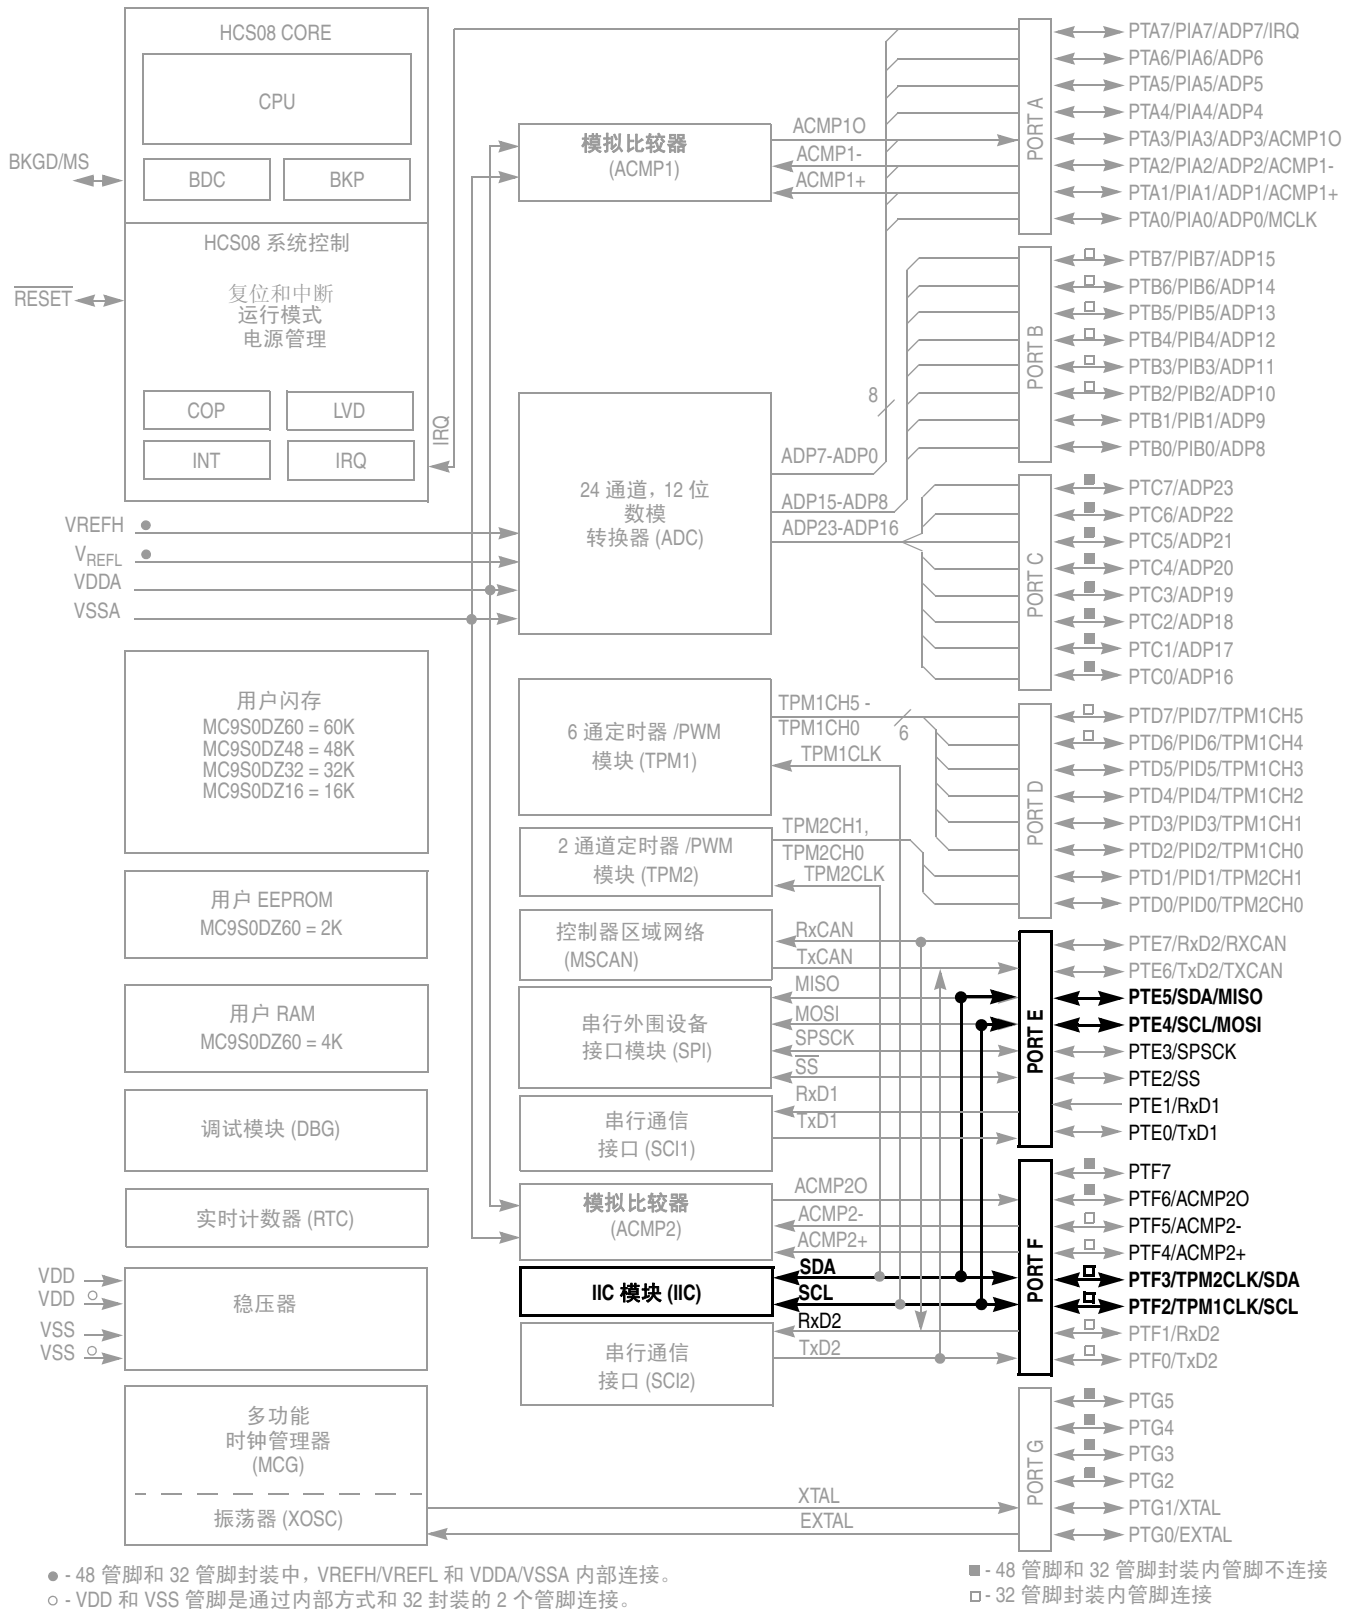 HCS08 CORE
CPU
BDC
BKP
BKGD/MS
HCS08 系统控制
RESET
复位和中断
运行模式
电源管理
COP
LVD
INT
IRQ
IRQ
VREFH
VREFL
VDDA
VSSA
用户闪存
MC9S0DZ60 = 60K
MC9S0DZ48 = 48K
MC9S0DZ32 = 32K
MC9S0DZ16 = 16K
用户 EEPROM
MC9S0DZ60 = 2K
用户 RAM
MC9S0DZ60 = 4K
调试模块 (DBG)
实时计数器 (RTC)
VDD
VDD
VSS
VSS
稳压器
多功能
时钟管理器
(MCG)
振荡器 (XOSC)
模拟比较器
(ACMP1)
ACMP1O
ACMP1-
ACMP1+
24 通道, 12 位
数模
转换器 (ADC)
8
ADP7-ADP0
ADP15-ADP8
ADP23-ADP16
6 通定时器 /PWM
模块 (TPM1)
TPM1CH5 -
TPM1CH0
6
TPM1CLK
2 通道定时器 /PWM
模块 (TPM2)
TPM2CH1,
TPM2CH0
TPM2CLK
控制器区域网络
(MSCAN)
RxCAN
TxCAN
串行外围设备
接口模块 (SPI)
MISO
MOSI
SPSCK
SS
串行通信
接口 (SCI1)
RxD1
TxD1
模拟比较器
(ACMP2)
ACMP2O
ACMP2-
ACMP2+
IIC 模块 (IIC)
SDA
SCL
串行通信
接口 (SCI2)
RxD2
TxD2
XTAL
EXTAL
PORT A
PTA7/PIA7/ADP7/IRQ
PTA6/PIA6/ADP6
PTA5/PIA5/ADP5
PTA4/PIA4/ADP4
PTA3/PIA3/ADP3/ACMP1O
PTA2/PIA2/ADP2/ACMP1-
PTA1/PIA1/ADP1/ACMP1+
PTA0/PIA0/ADP0/MCLK
PORT B
PTB7/PIB7/ADP15
PTB6/PIB6/ADP14
PTB5/PIB5/ADP13
PTB4/PIB4/ADP12
PTB3/PIB3/ADP11
PTB2/PIB2/ADP10
PTB1/PIB1/ADP9
PTB0/PIB0/ADP8
PORT C
PTC7/ADP23
PTC6/ADP22
PTC5/ADP21
PTC4/ADP20
PTC3/ADP19
PTC2/ADP18
PTC1/ADP17
PTC0/ADP16
PORT D
PTD7/PID7/TPM1CH5
PTD6/PID6/TPM1CH4
PTD5/PID5/TPM1CH3
PTD4/PID4/TPM1CH2
PTD3/PID3/TPM1CH1
PTD2/PID2/TPM1CH0
PTD1/PID1/TPM2CH1
PTD0/PID0/TPM2CH0
PORT E
PTE7/RxD2/RXCAN
PTE6/TxD2/TXCAN
PTE5/SDA/MISO
PTE4/SCL/MOSI
PTE3/SPSCK
PTE2/SS
PTE1/RxD1
PTE0/TxD1
PORT F
PTF7
PTF6/ACMP2O
PTF5/ACMP2-
PTF4/ACMP2+
PTF3/TPM2CLK/SDA
PTF2/TPM1CLK/SCL
PTF1/RxD2
PTF0/TxD2
PORT G
PTG5
PTG4
PTG3
PTG2
PTG1/XTAL
PTG0/EXTAL
● - 48 管脚和 32 管脚封装中，VREFH/VREFL 和 VDDA/VSSA 内部连接。
○ - VDD 和 VSS 管脚是通过内部方式和 32 封装的 2 个管脚连接。
■ - 48 管脚和 32 管脚封装内管脚不连接
□ - 32 管脚封装内管脚连接